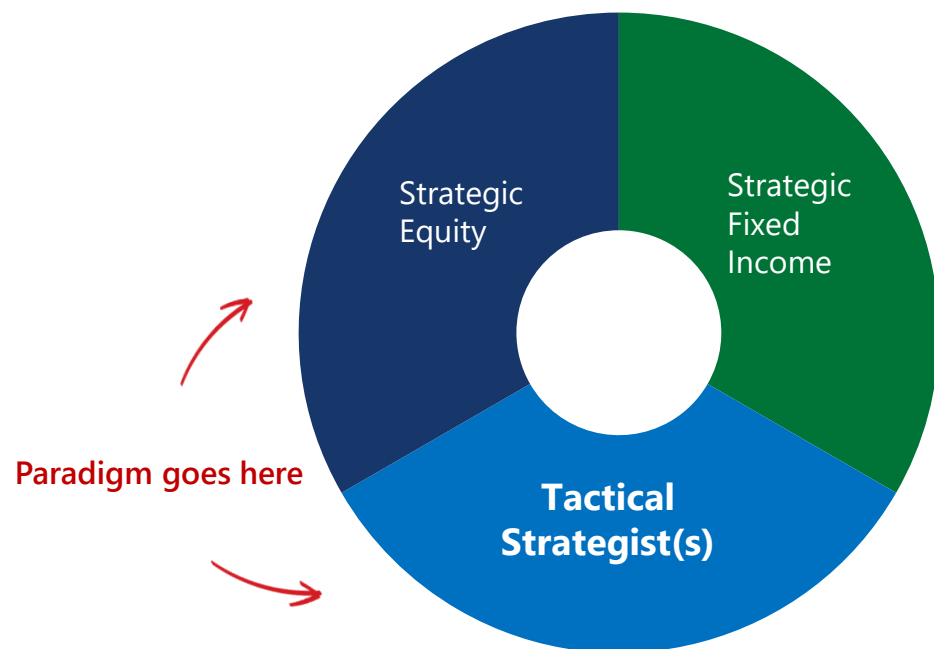 Strategic
Equity
Strategic
Fixed
Income
Paradigm goes here
Tactical
Strategist(s)